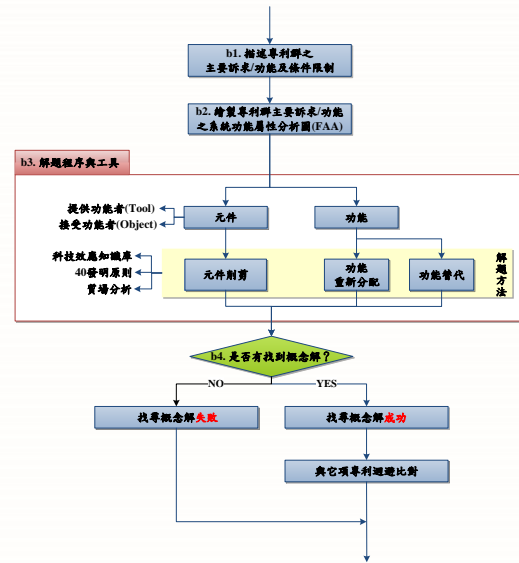 b1. 描述專利群之
主要訴求/功能及條件限制
b2. 繪製專利群主要訴求/功能
之系統功能屬性分析圖(FAA)
b3. 解題程序與工具
提供功能者(Tool)
接受功能者(Object)
元件
功能
科技效應知識庫
40發明原則
質場分析
元件削剪
功能
重新分配
功能替代
解題方法
b4. 是否有找到概念解？
NO
YES
找尋概念解失敗
找尋概念解成功
與它項專利迴避比對